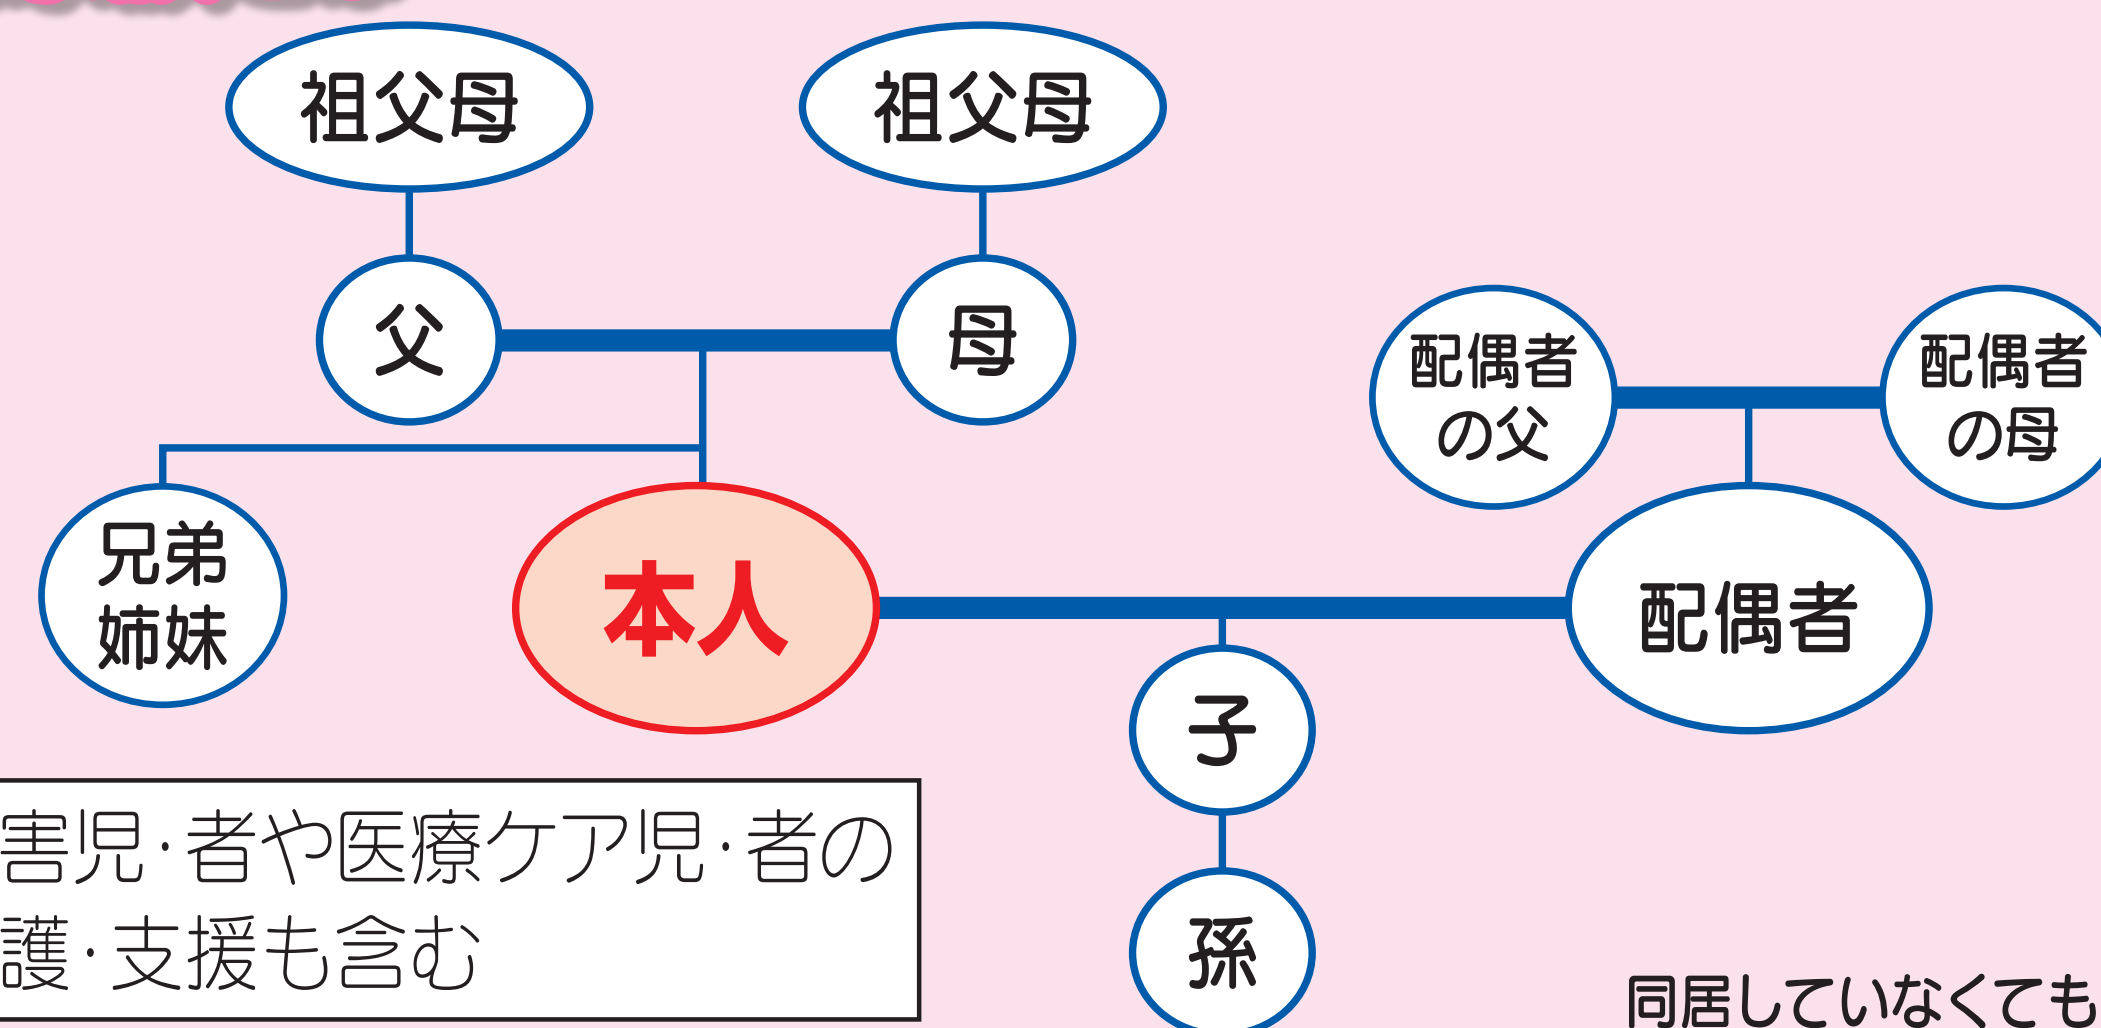 祖父母
祖父母
父
母
配偶者
の父
配偶者
の母
兄弟
姉妹
本人
配偶者
子
孫
害児・者や医療ケア児・者の
護・支援も含む
同居していなくても